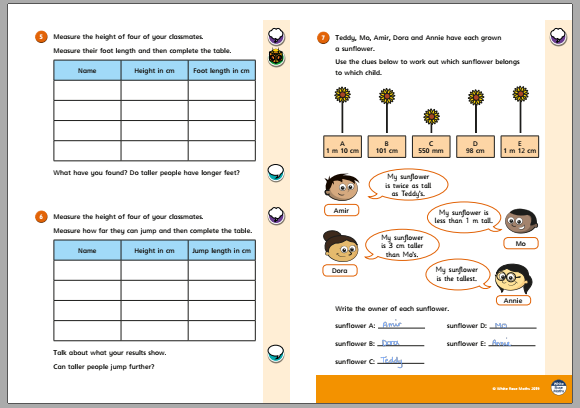 5 Measure the height of four of your classmates.
Measure their foot length and then complete the table.
Name Height in cm Foot length in cm
What have you found? Do taller people have longer feet?
6 Measure the height of four of your classmates.
Measure how far they can jump and then complete the table.
Name Height in cm Jump length in cm
Talk about what your results show.
Can taller people jump further?
7 Teddy, Mo, Amir, Dora and Annie have each grown
a sunflower.
Use the clues below to work out which sunflower belongs
to which child.
A B C D E
1 m 10 cm 101 cm 550 mm 98 cm 1 m 12 cm
My sunflower
is twice as tall
as Teddy's.
Amir
My sunflower is
less than 1 m tall.
Mo
My sunflower
is 3 cm taller
than Mo's.
Dora
My sunflower
is the tallest.
Annie
Write the owner of each sunflower.
sunflower A: Amir sunflower D: Mo
sunflower B: Dora sunflower E: Annie
sunflower C: Teddy
© White Rose Maths 2019
White Rose Maths